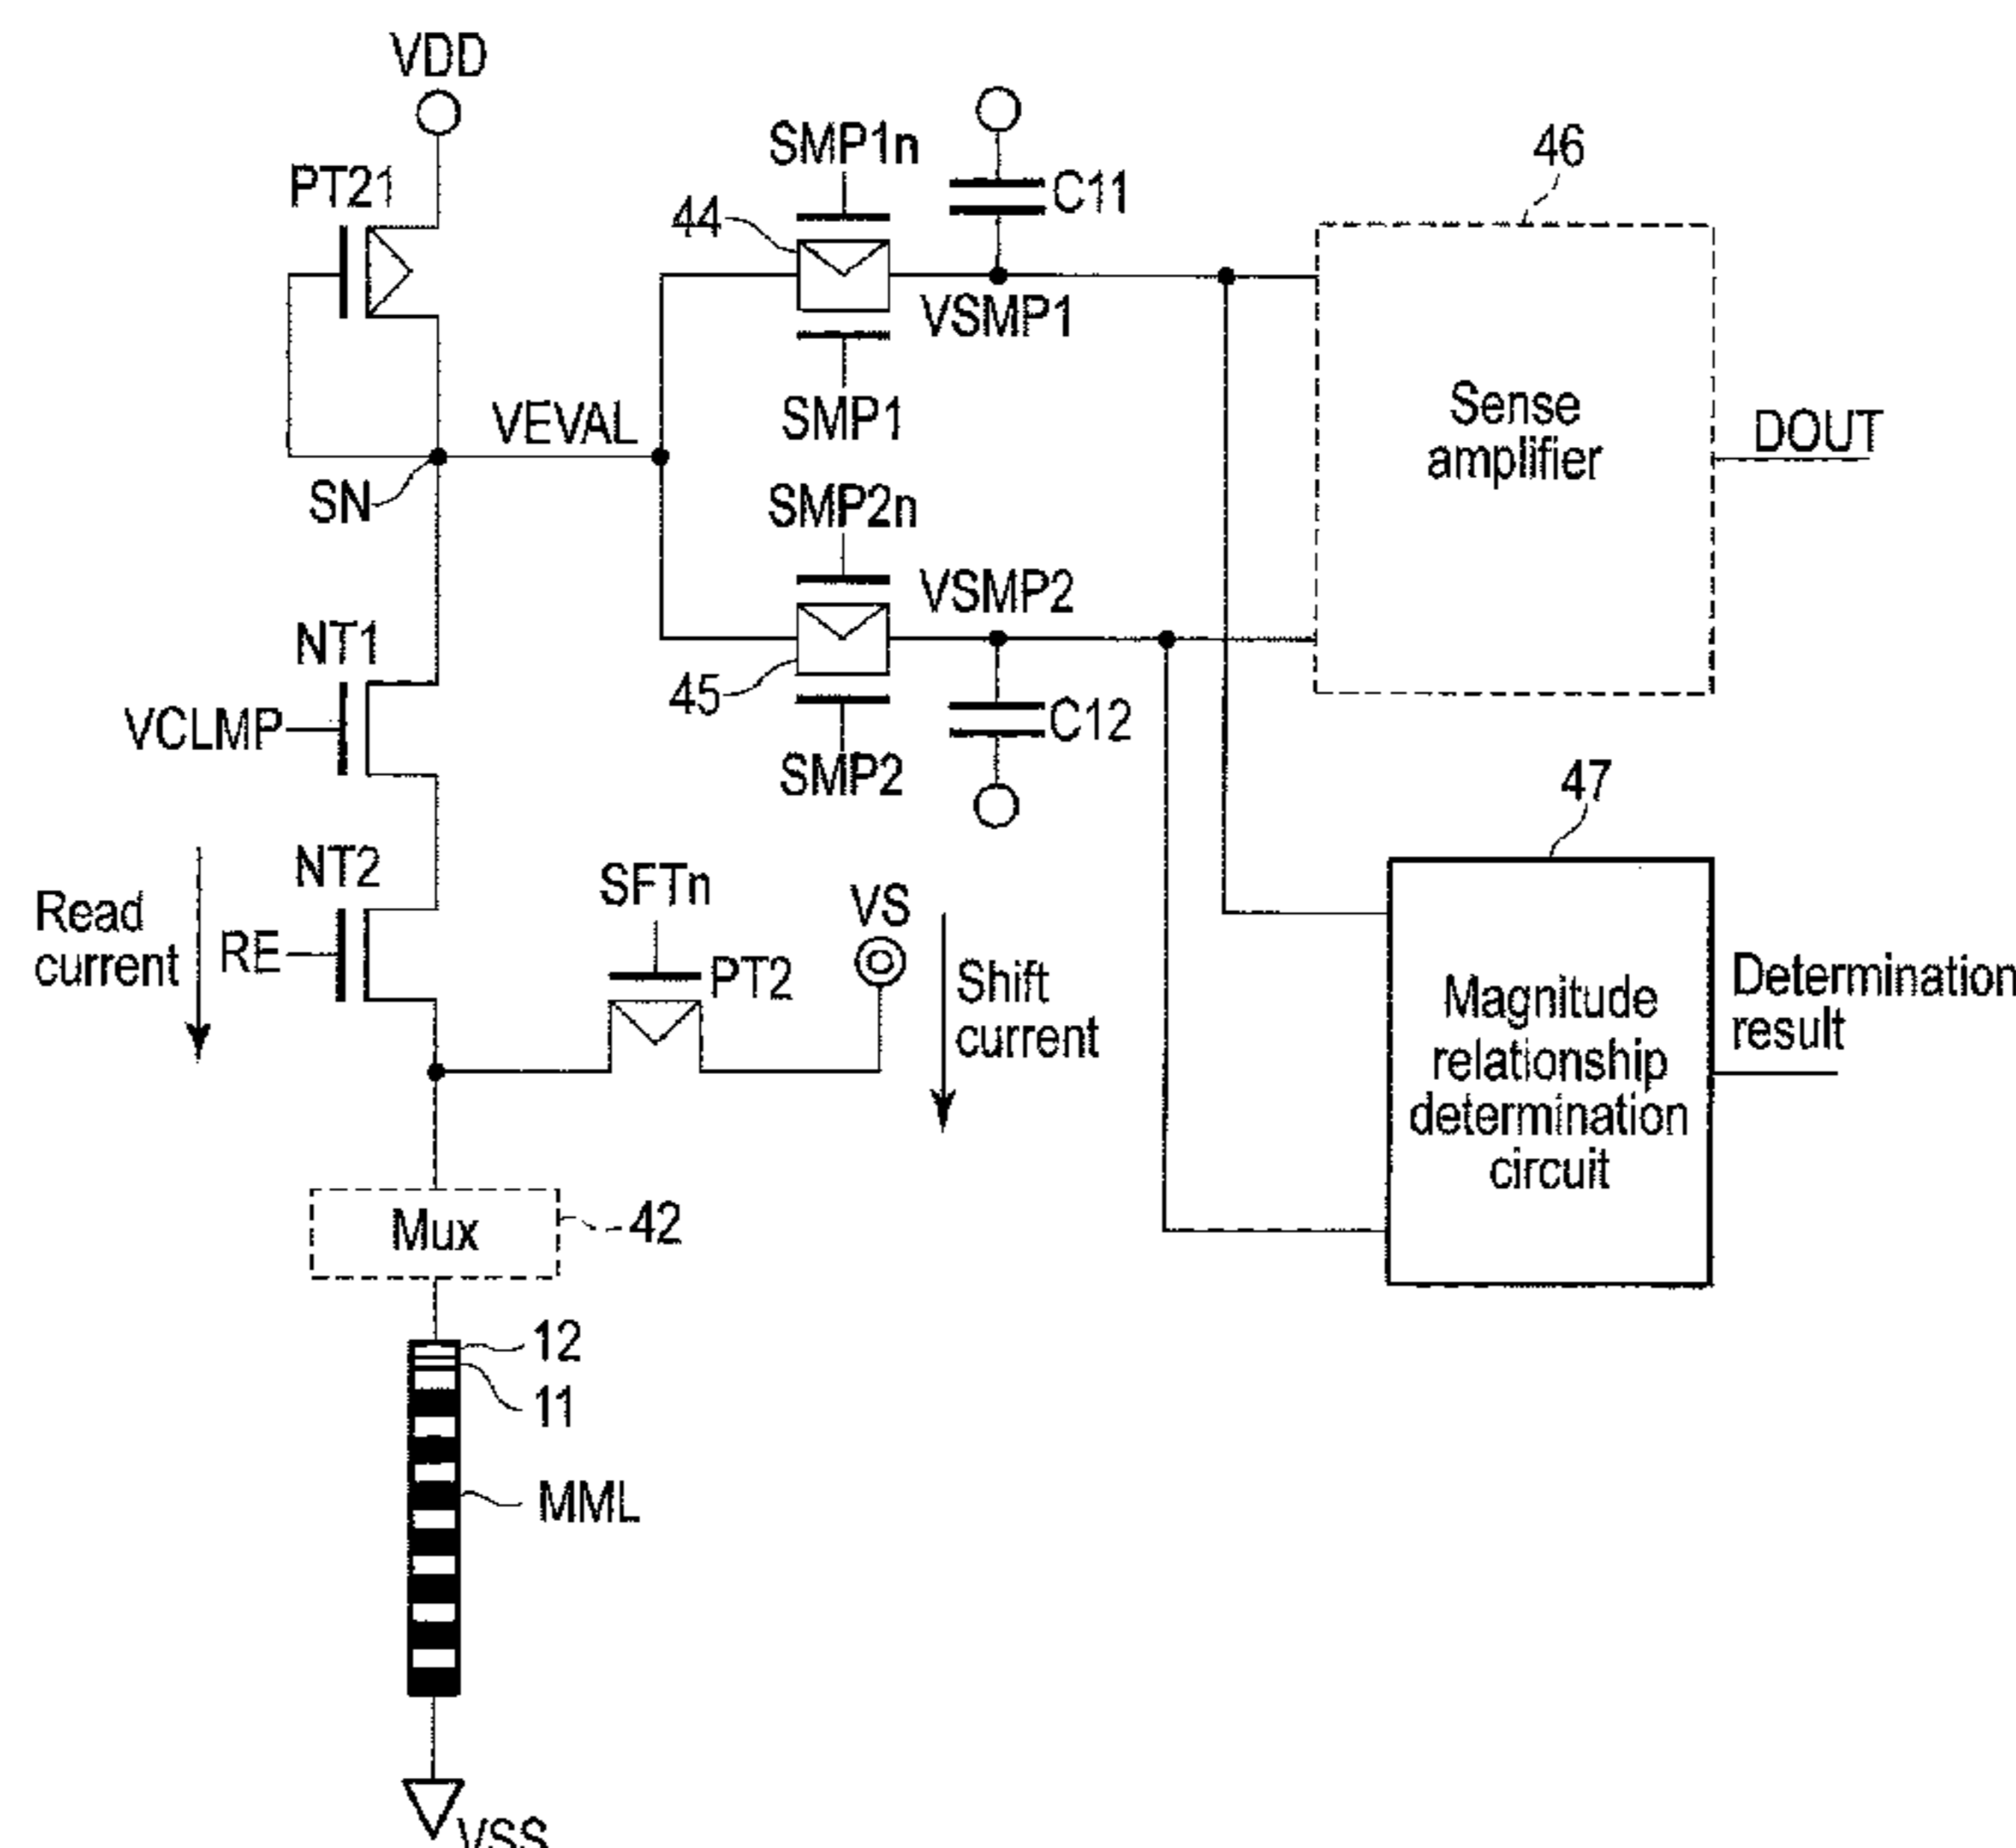 VDD
PT21
SMP1n
C11
44
46
VSMP1
SMP1
VEVAL
SN
Sense
amplifier
DOUT
SMP2n
VSMP2
NT1
45
C12
VCLMP
SMP2
47
NT2
SFTn
VS
Read
current
RE
PT2
Shift
current
Magnitude
relationship
determination
circuit
Determination
result
Mux
42
12
11
MML
VSS